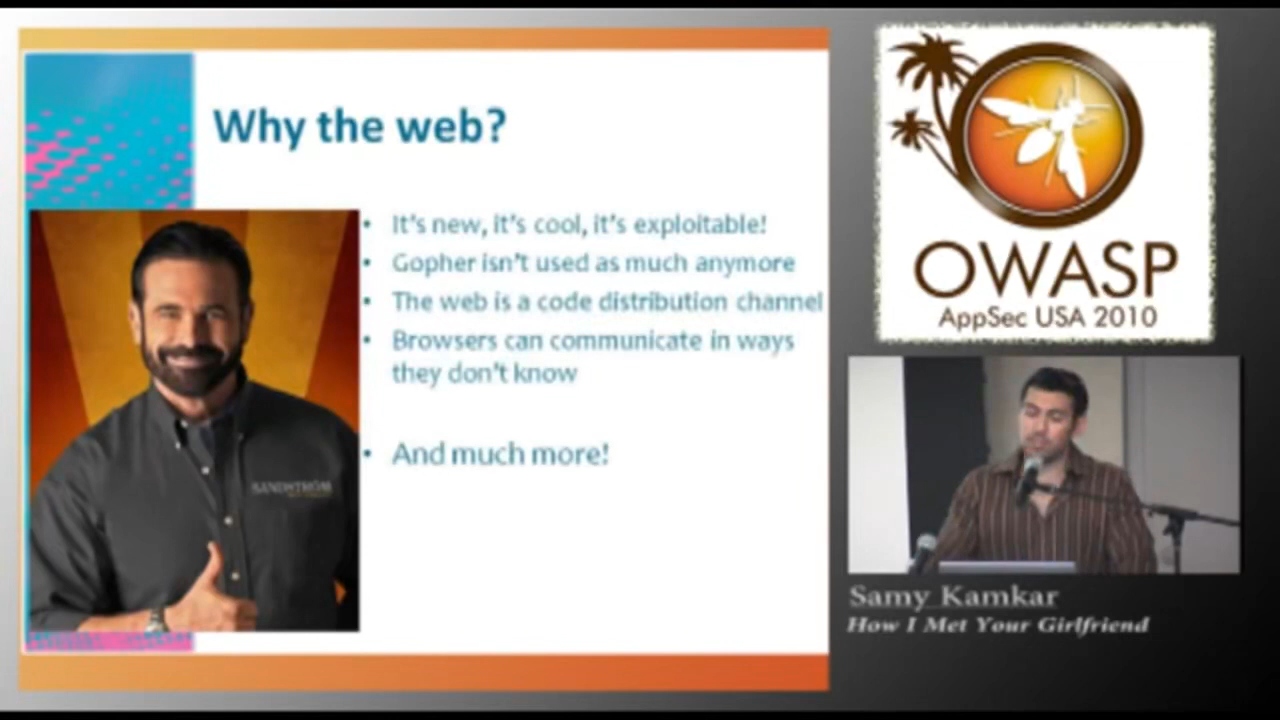 Why the web?
• It's new, it's cool, it's exploitable!
• Gopher isn't used as much anymore
• The web is a code distribution channel
• Browsers can communicate in ways
they don't know
• And much more!
SANDSTROM
OWASP
AppSec USA 2010
Samy Kamkar
How I Met Your Girlfriend